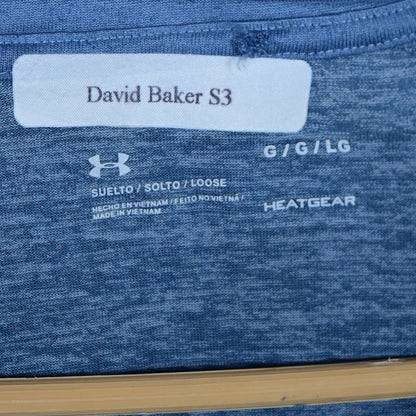 David Baker S3
G / G / LG
SUELTO / SOLTO / LOOSE
HECHO EN VIETNAM / FEITO NO VIETNÃ /
MADE IN VIETNAM
HEATGEAR